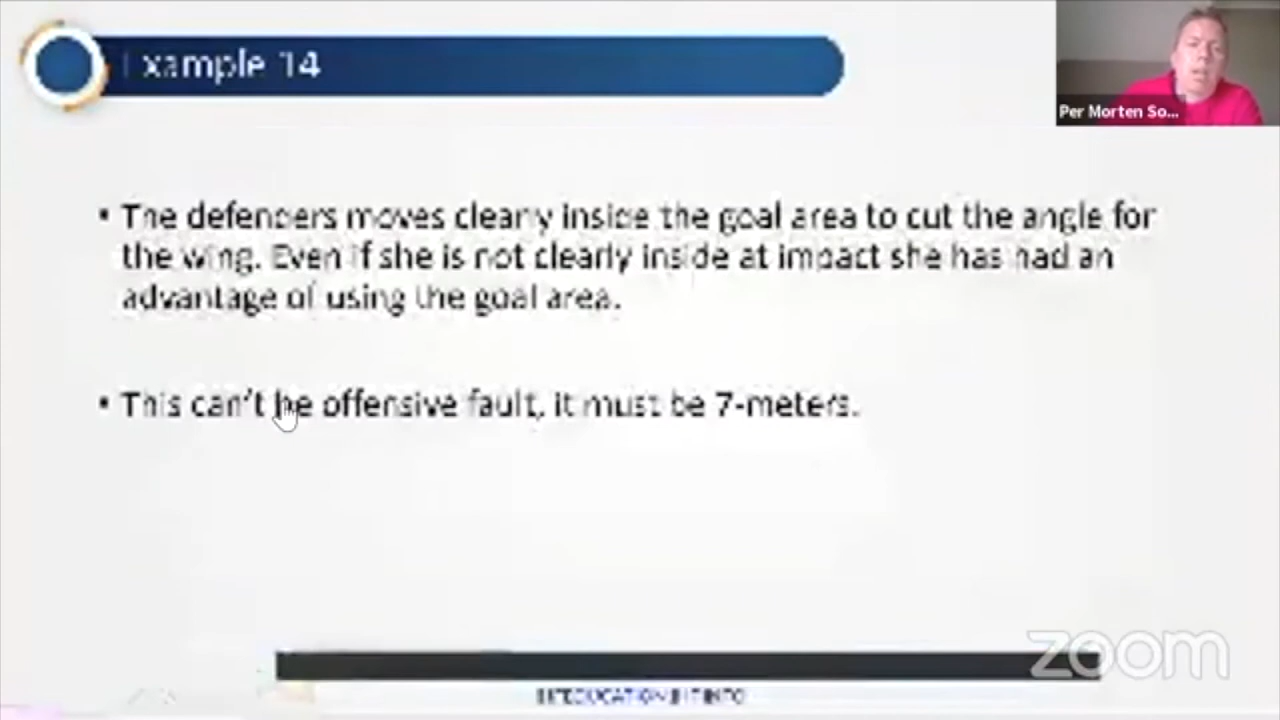 Example 14
Per Morten So...
• The defenders moves clearly inside the goal area to cut the angle for
the wing. Even if she is not clearly inside at impact she has had an
advantage of using the goal area.
• This can't be offensive fault, it must be 7-meters.
zoom